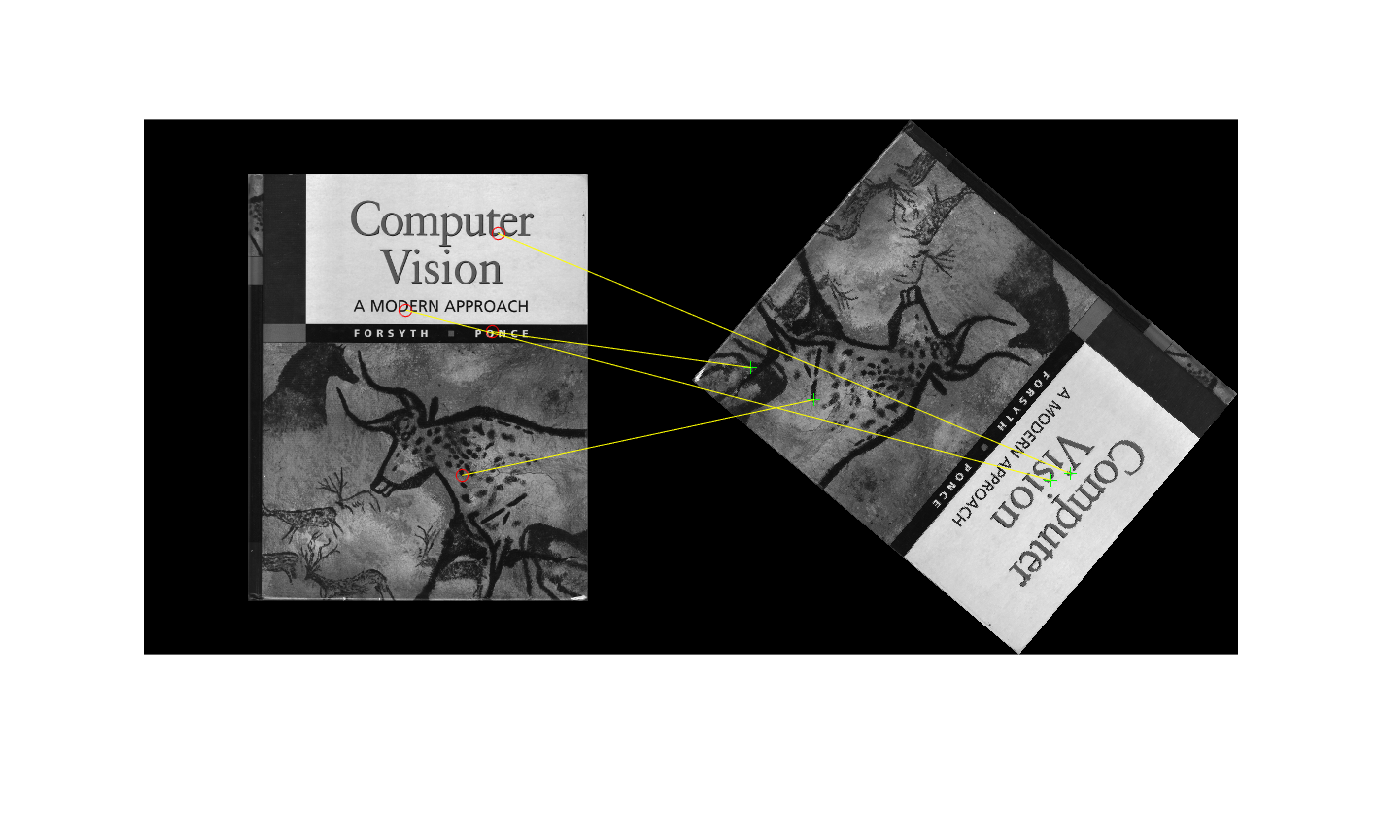 Computer
Vision
A MODERN APPROACH
FORSYTH ▪ PONCE
FORSYTH ▪ PONCE
A MODERN APPROACH
Vision
Computer